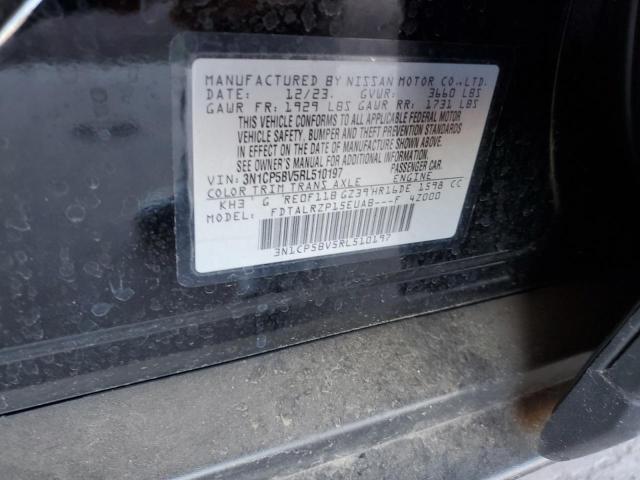 MANUFACTURED BY NISSAN MOTOR CO.,LTD.
DATE: 12/23. GVWR: 3660 LBS
GAWR FR: 1929 LBS GAWR RR: 1731 LBS
THIS VEHICLE CONFORMS TO ALL APPLICABLE FEDERAL MOTOR
VEHICLE SAFETY, BUMPER AND THEFT PREVENTION STANDARDS
IN EFFECT ON THE DATE OF MANUFACTURE SHOWN ABOVE.
SEE OWNER'S MANUAL FOR ADDITIONAL INFORMATION.
VIN: 3N1CP5BV5RL510197 PASSENGER CAR.
COLOR TRIM TRANS AXLE ENGINE
KH3 G RE0F11B GZ39 HR16DE 1598 CC
MODEL: FDTALRZP15EUAB---F 4Z000
3N1CP5BV5RL510197